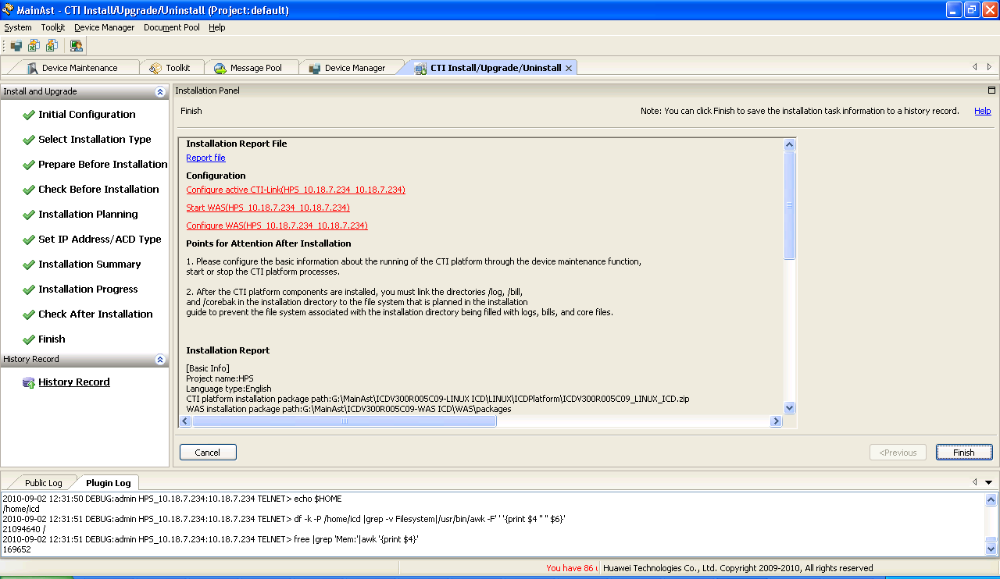 MainAst - CTI Install/Upgrade/Uninstall (Project:default)
System Toolkit Device Manager Document Pool Help
Device Maintenance Toolkit Message Pool Device Manager CTI Install/Upgrade/Uninstall
Install and Upgrade
Initial Configuration
Select Installation Type
Prepare Before Installation
Check Before Installation
Installation Planning
Set IP Address/ACD Type
Installation Summary
Installation Progress
Check After Installation
Finish
History Record
History Record
Installation Panel
Finish
Note: You can click Finish to save the installation task information to a history record. Help
Installation Report File
Report file
Configuration
Configure active CTI-Link(HPS_10.18.7.234_10.18.7.234)
Start WAS(HPS_10.18.7.234_10.18.7.234)
Configure WAS(HPS_10.18.7.234_10.18.7.234)
Points for Attention After Installation
1. Please configure the basic information about the running of the CTI platform through the device maintenance function,
start or stop the CTI platform processes.
2. After the CTI platform components are installed, you must link the directories /log, /bill,
and /corebak in the installation directory to the file system that is planned in the installation
guide to prevent the file system associated with the installation directory being filled with logs, bills, and core files.
Installation Report
[Basic Info]
Project name:HPS
Language type:English
CTI platform installation package path:G:\MainAst\ICDV300R005C09-LINUX ICD\LINUX\ICDPlatform\ICDV300R005C09_LINUX_ICD.zip
WAS installation package path:G:\MainAst\ICDV300R005C09-WAS ICD\WAS\packages
Cancel <Previous Finish
Public Log Plugin Log
2010-09-02 12:31:50 DEBUG:admin HPS_10.18.7.234:10.18.7.234 TELNET> echo $HOME
/home/icd
2010-09-02 12:31:51 DEBUG:admin HPS_10.18.7.234:10.18.7.234 TELNET> df -k -P /home/icd |grep -v Filesystem|/usr/bin/awk -F' ' '{print $4 " " $6}'
21094640 /
2010-09-02 12:31:51 DEBUG:admin HPS_10.18.7.234:10.18.7.234 TELNET> free |grep 'Mem:'|awk '{print $4}'
169652
You have 86 Huawei Technologies Co., Ltd. Copyright 2009-2010, All rights reserved